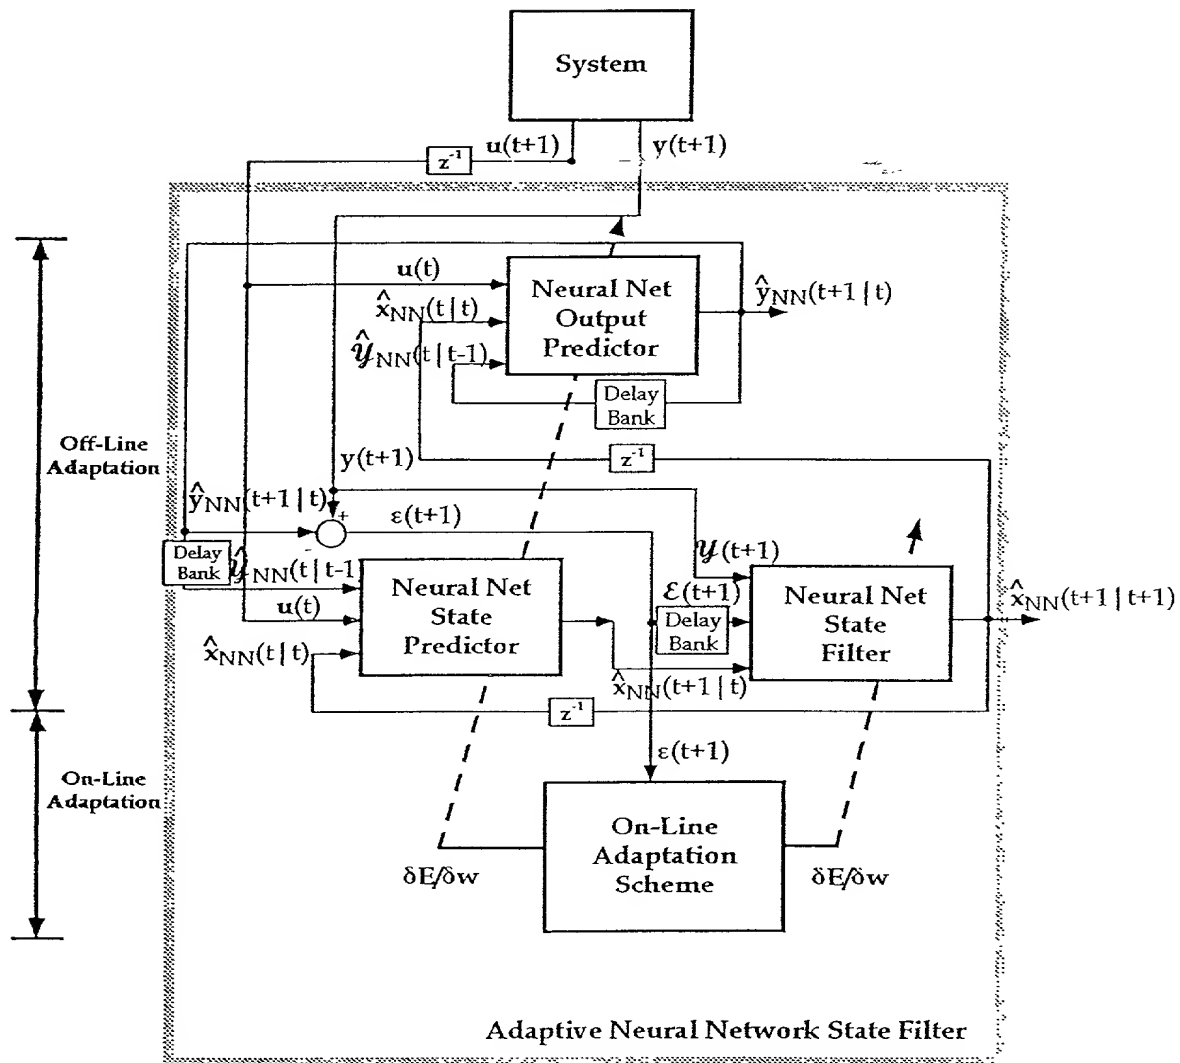 System
u(t+1)
y(t+1)
z⁻¹
u(t)
x̂NN(t|t)
ŷNN(t|t-1)
Neural Net
Output
Predictor
ŷNN(t+1|t)
Delay
Bank
Off-Line
Adaptation
y(t+1)
z⁻¹
ŷNN(t+1|t)
+
-
ε(t+1)
Delay
Bank
ŷNN(t|t-1)
u(t)
x̂NN(t|t)
Neural Net
State
Predictor
y(t+1)
ε(t+1)
Delay
Bank
x̂NN(t+1|t)
Neural Net
State
Filter
x̂NN(t+1|t+1)
z⁻¹
On-Line
Adaptation
ε(t+1)
On-Line
Adaptation
Scheme
δE/δw
δE/δw
Adaptive Neural Network State Filter